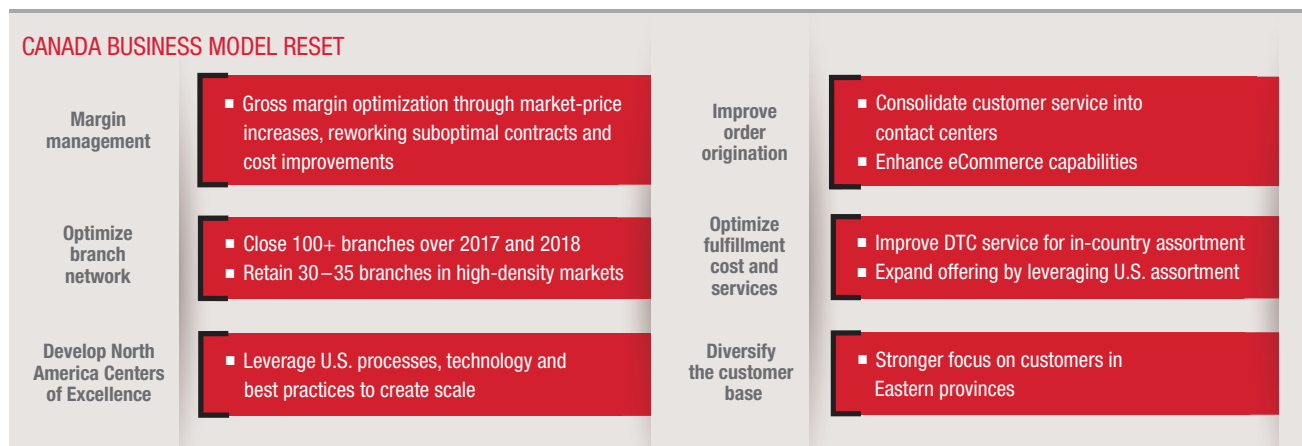 CANADA BUSINESS MODEL RESET
Margin
management
▪ Gross margin optimization through market-price
increases, reworking suboptimal contracts and
cost improvements
Optimize
branch
network
▪ Close 100+ branches over 2017 and 2018
▪ Retain 30–35 branches in high-density markets
Develop North
America Centers
of Excellence
▪ Leverage U.S. processes, technology and
best practices to create scale
Improve
order
origination
▪ Consolidate customer service into
contact centers
▪ Enhance eCommerce capabilities
Optimize
fulfillment
cost and
services
▪ Improve DTC service for in-country assortment
▪ Expand offering by leveraging U.S. assortment
Diversify
the customer
base
▪ Stronger focus on customers in
Eastern provinces